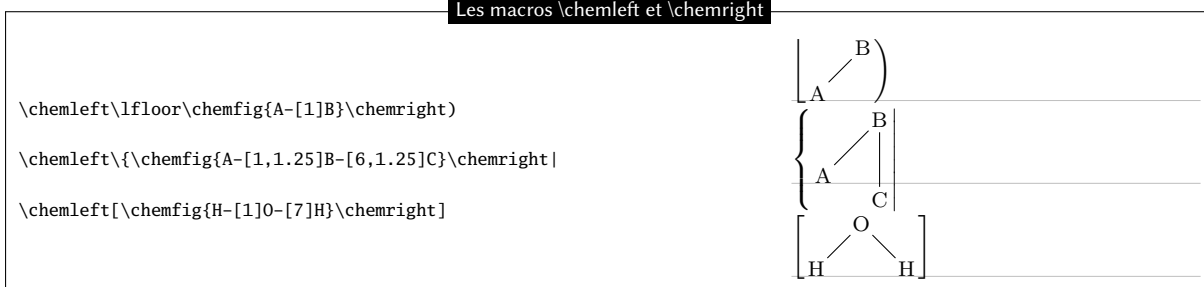 Les macros \chemleft et \chemright
\chemleft\lfloor\chemfig{A-[1]B}\chemright)
\chemleft\{\chemfig{A-[1,1.25]B-[6,1.25]C}\chemright|
\chemleft[\chemfig{H-[1]O-[7]H}\chemright]
B
A
B
A
C
O
H H